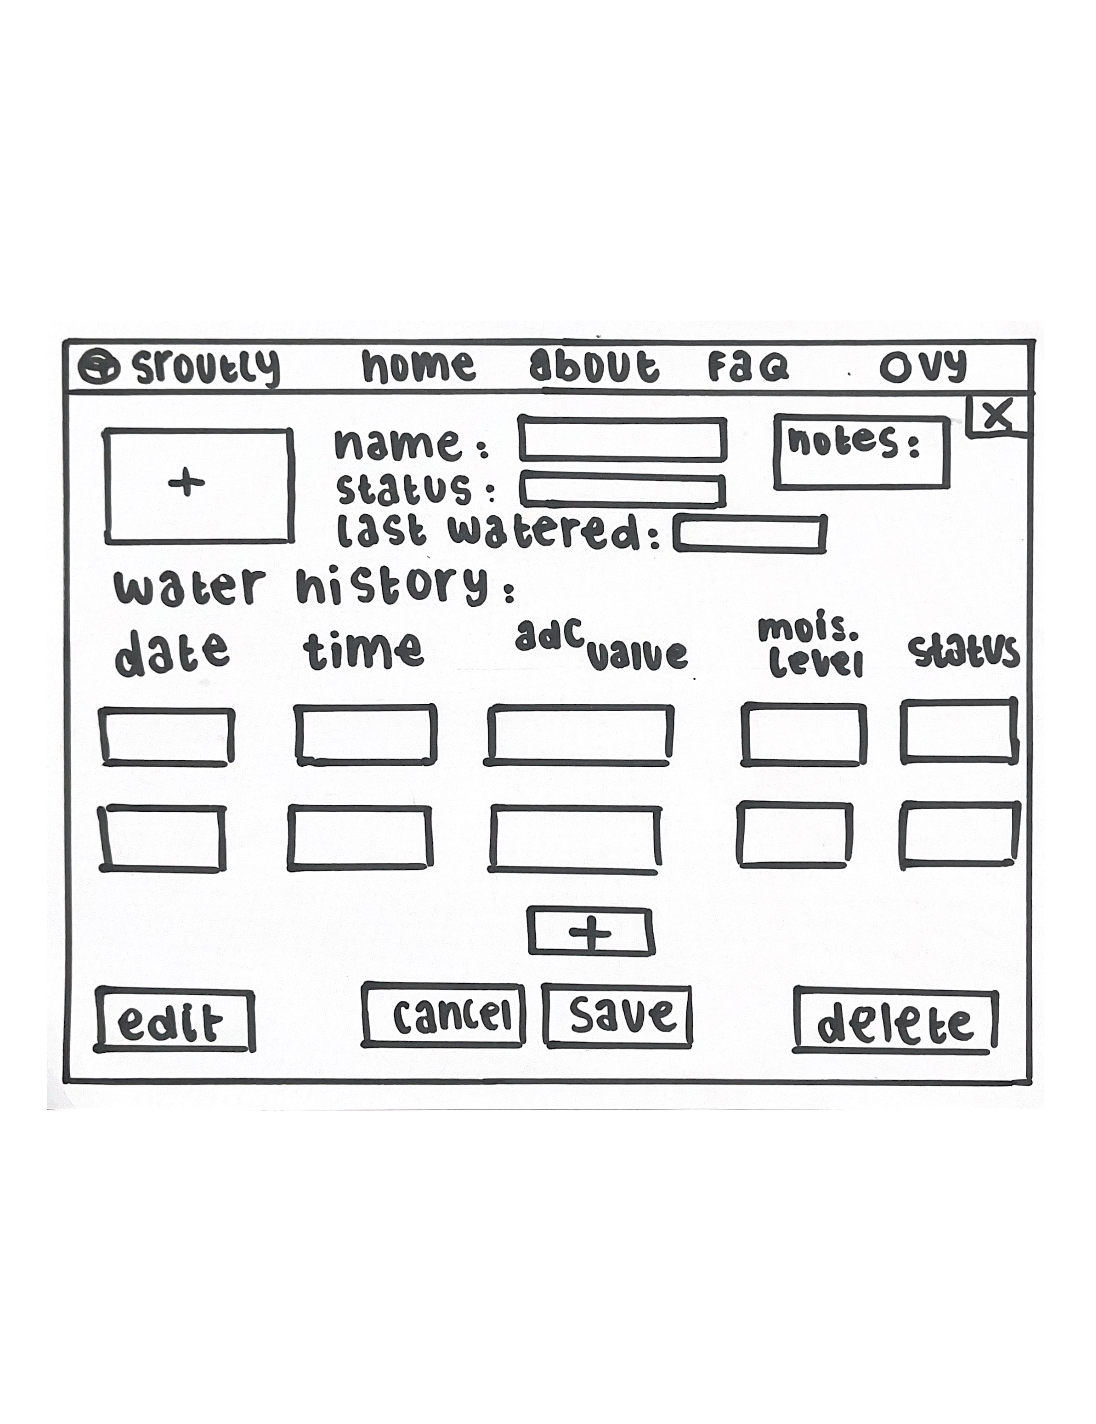 sroutly home about FAQ Ovy
X
name : notes :
+
status :
last watered :
water history :
date time adc value mois. level status
+
edit cancel save delete